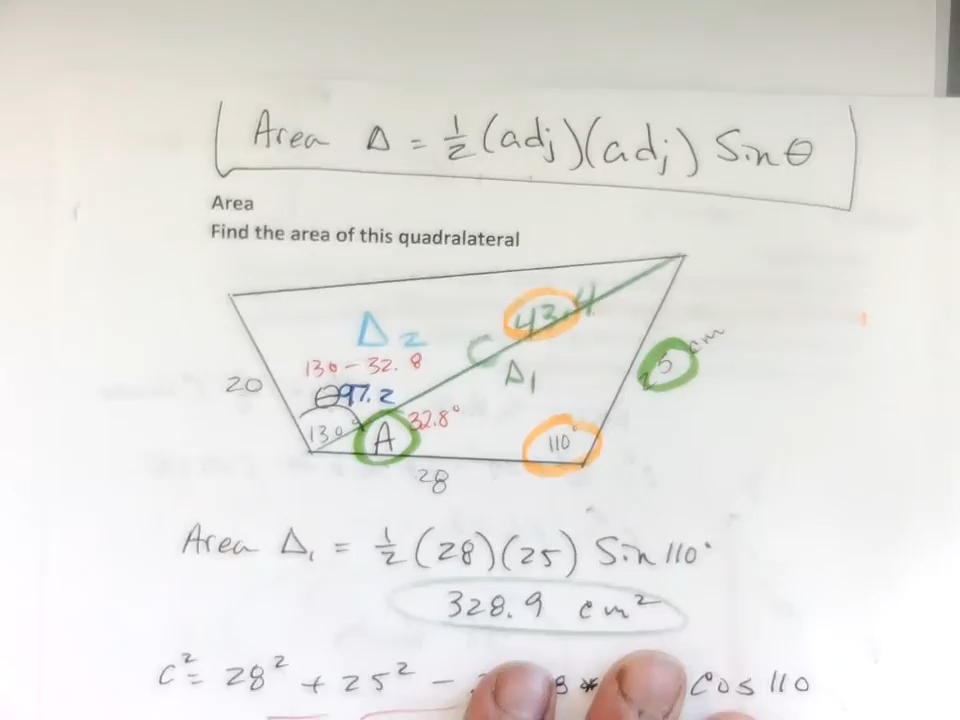 Area Δ = ½ (adj)(adj) Sin θ
Area
Find the area of this quadralateral
43.4
Δ2
C
25 cm
130 - 32.8
Δ1
20
θ97.2
32.8°
130°
A
110°
28
Area Δ₁ = ½ (28)(25) Sin 110°
328.9 cm²
c² = 28² + 25² - 8 * cos 110